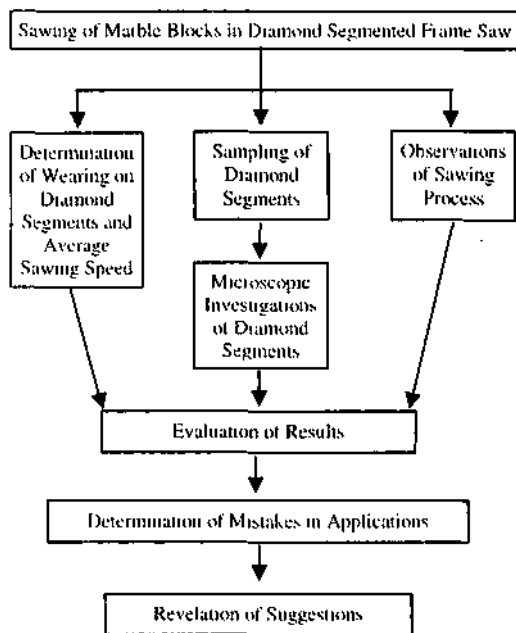 Sawing of Marble Blocks in Diamond Segmented Frame Saw
Determination
of Wearing on
Diamond
Segments and
Average
Sawing Speed
Sampling of
Diamond
Segments
Observations
of Sawing
Process
Microscopic
Investigations
of Diamond
Segments
Evaluation of Results
Determination of Mistakes in Applications
Revelation of Suggestions